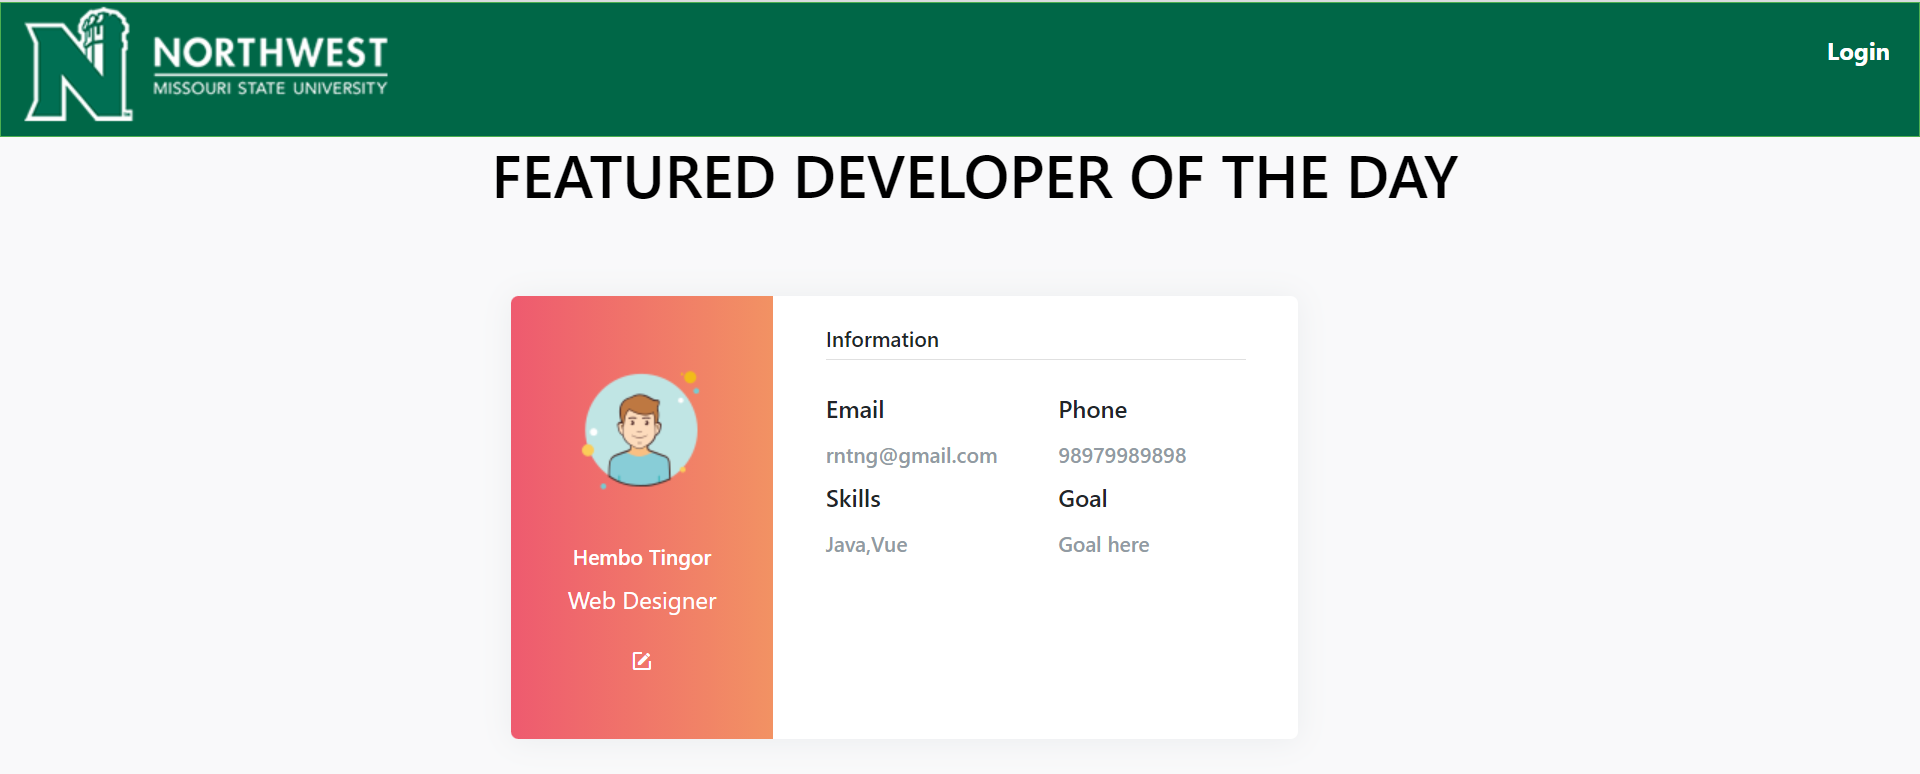 NORTHWEST
MISSOURI STATE UNIVERSITY
Login
FEATURED DEVELOPER OF THE DAY
Hembo Tingor
Web Designer
Information
Email
Phone
rntng@gmail.com
98979989898
Skills
Goal
Java,Vue
Goal here